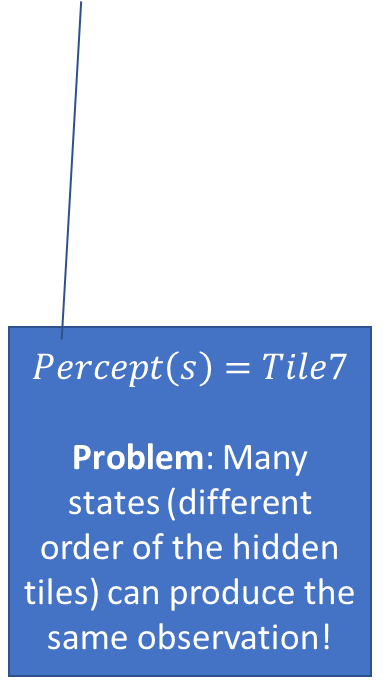 Percept(s) = Tile7
Problem: Many
states (different
order of the hidden
tiles) can produce the
same observation!